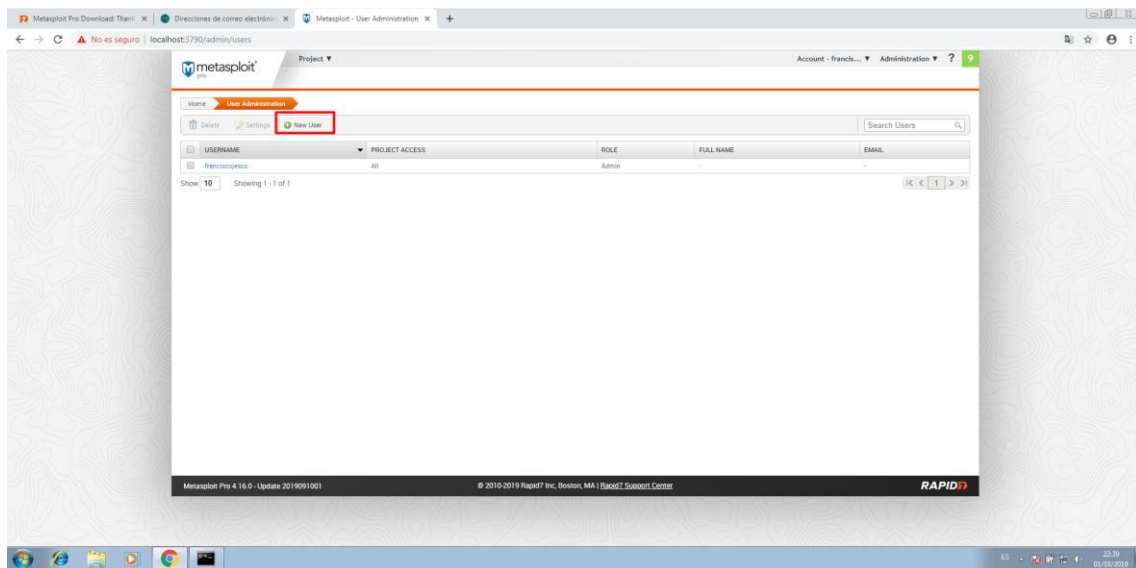 Metasploit Pro Download: Than
Direcciones de correo electrónic
Metasploit - User Administration
No es seguro | localhost:3790/admin/users
metasploit
pro
Project
Account - francis...
Administration
?
9
Home
User Administration
Delete
Settings
New User
Search Users
USERNAME
PROJECT ACCESS
ROLE
FULL NAME
EMAIL
franciscojesus
All
Admin
-
-
Show 10
Showing 1 - 1 of 1
1
Metasploit Pro 4.16.0 - Update 2019091001
© 2010-2019 Rapid7 Inc, Boston, MA | Rapid7 Support Center
RAPID7
ES
22:39
01/10/2019